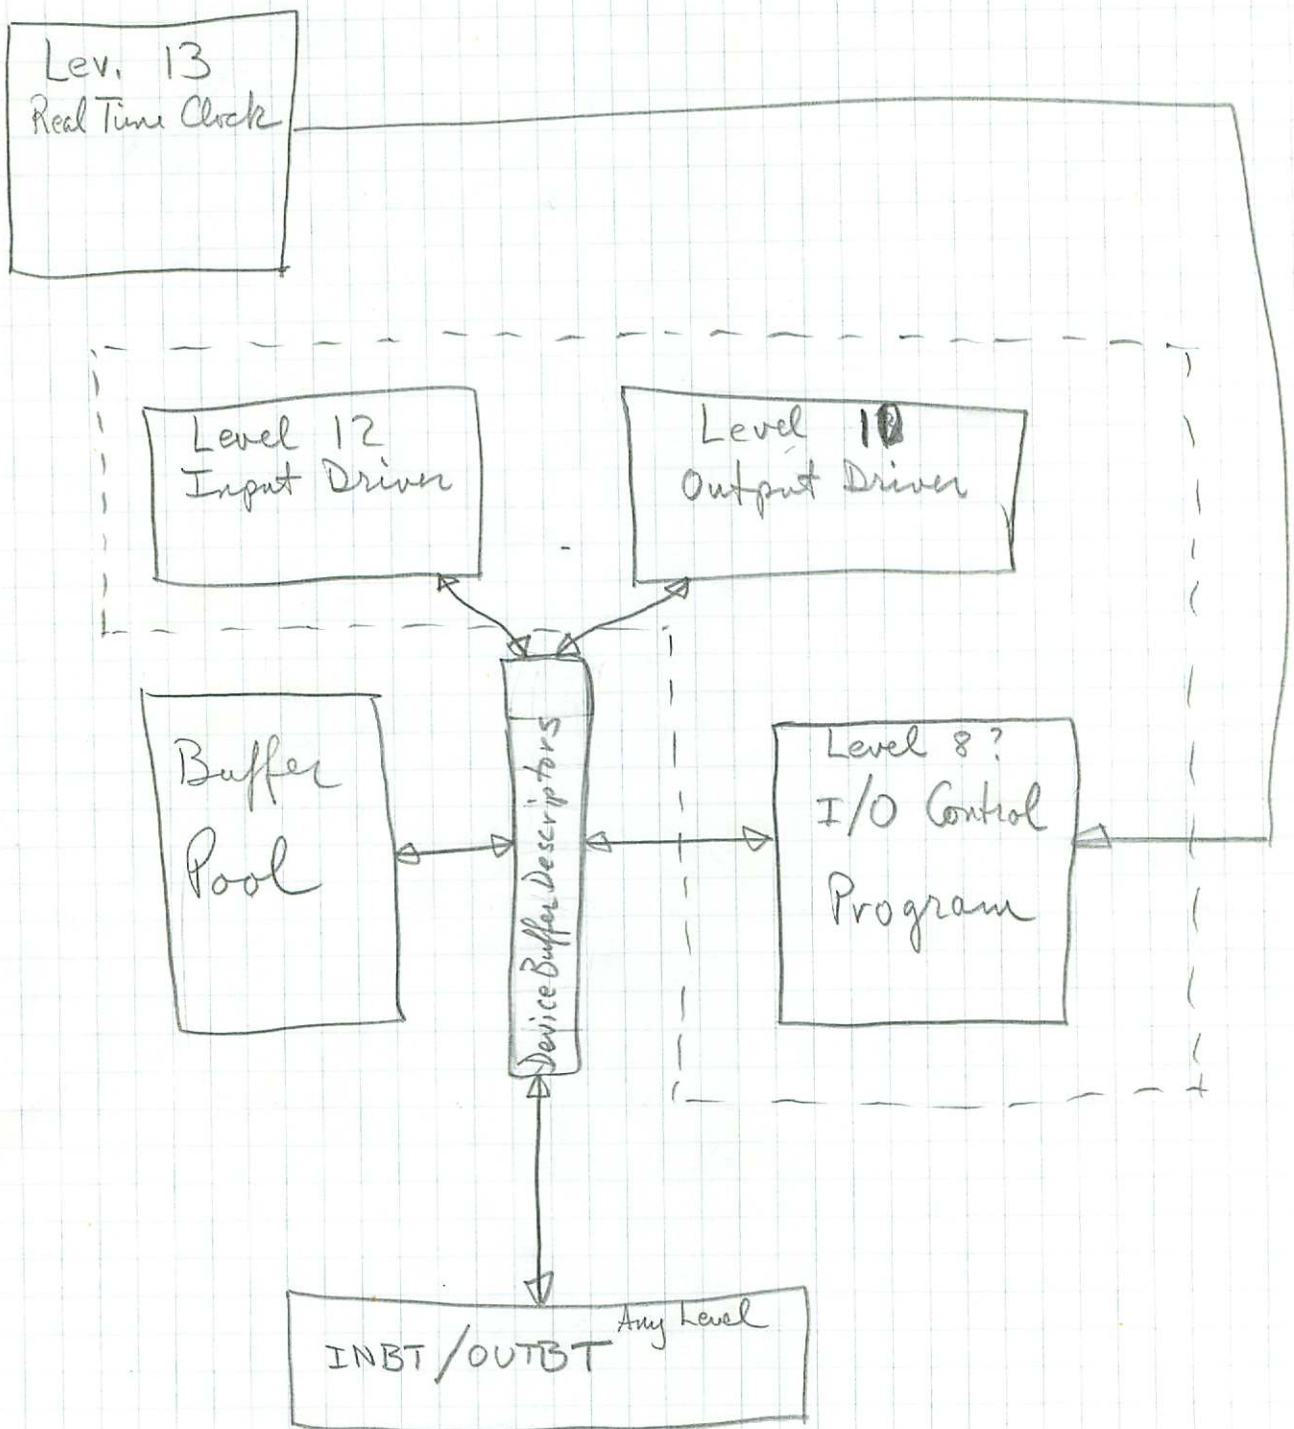 Lev. 13
Real Time Clock
Level 12
Input Driver
Level 10
Output Driver
Buffer
Pool
Device Buffer Descriptors
Level 8 ?
I/O Control
Program
Any Level
INBT / OUTBT